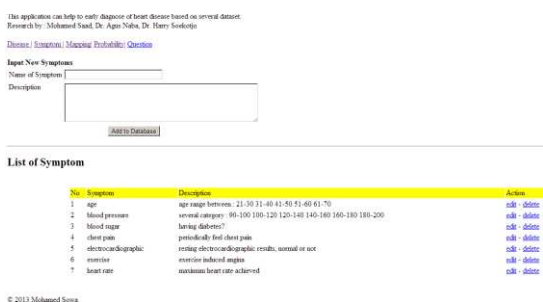 This application can help to early diagnose of heart disease based on several dataset.
Research by : Mohamed Saad, Dr. Agus Naba, Dr. Harry Soekotjo
Disease | Symptom | Mapping Probability | Question
Input New Symptoms
Name of Symptom
Description
Add to Database
List of Symptom
No Symptom Description Action
1 age age range between : 21-30 31-40 41-50 51-60 61-70 edit - delete
2 blood pressure several category : 90-100 100-120 120-140 140-160 160-180 180-200 edit - delete
3 blood sugar having diabetes? edit - delete
4 chest pain periodically feel chest pain edit - delete
5 electrocardiographic resting electrocardiographic results, normal or not edit - delete
6 exercise exercise induced angina edit - delete
7 heart rate maximum heart rate achieved edit - delete
© 2013 Mohamed Sowa